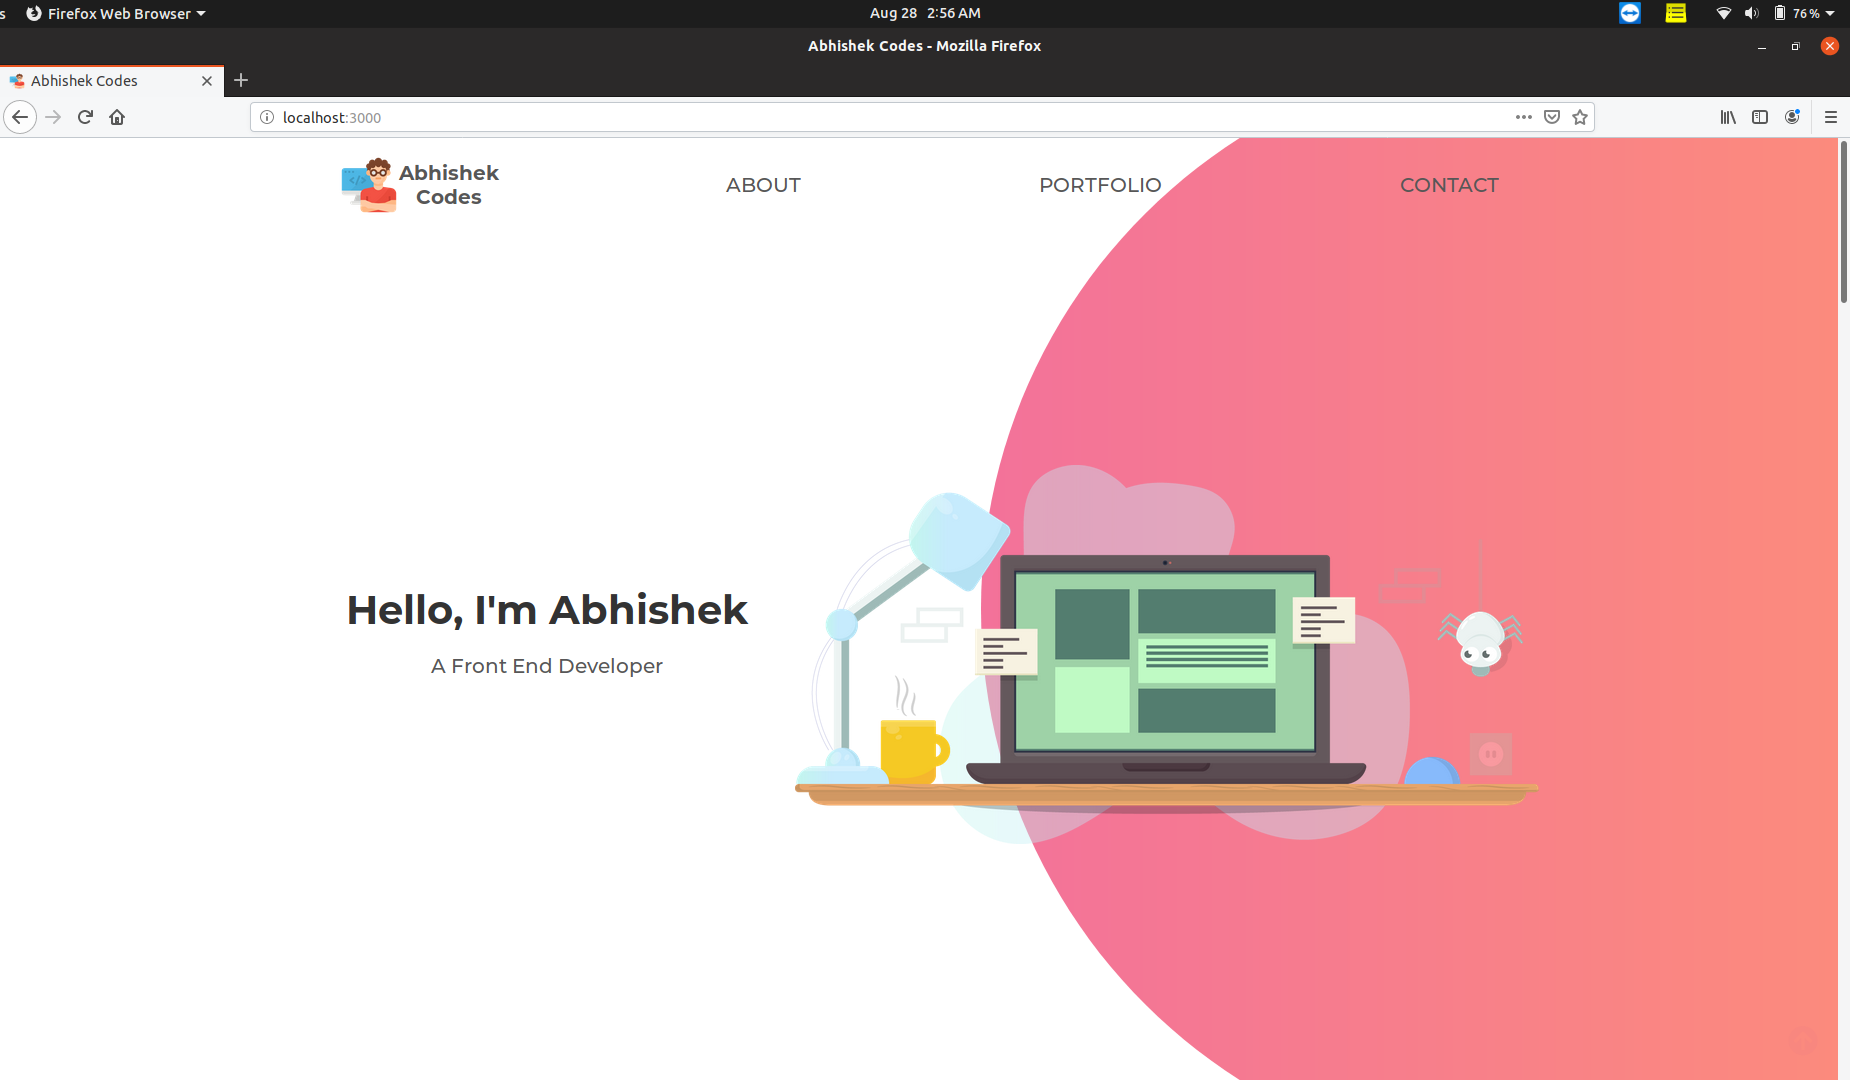 s Firefox Web Browser Aug 28 2:56 AM 76 %
Abhishek Codes - Mozilla Firefox
Abhishek Codes
localhost:3000
Abhishek
Codes
ABOUT PORTFOLIO CONTACT
Hello, I'm Abhishek
A Front End Developer